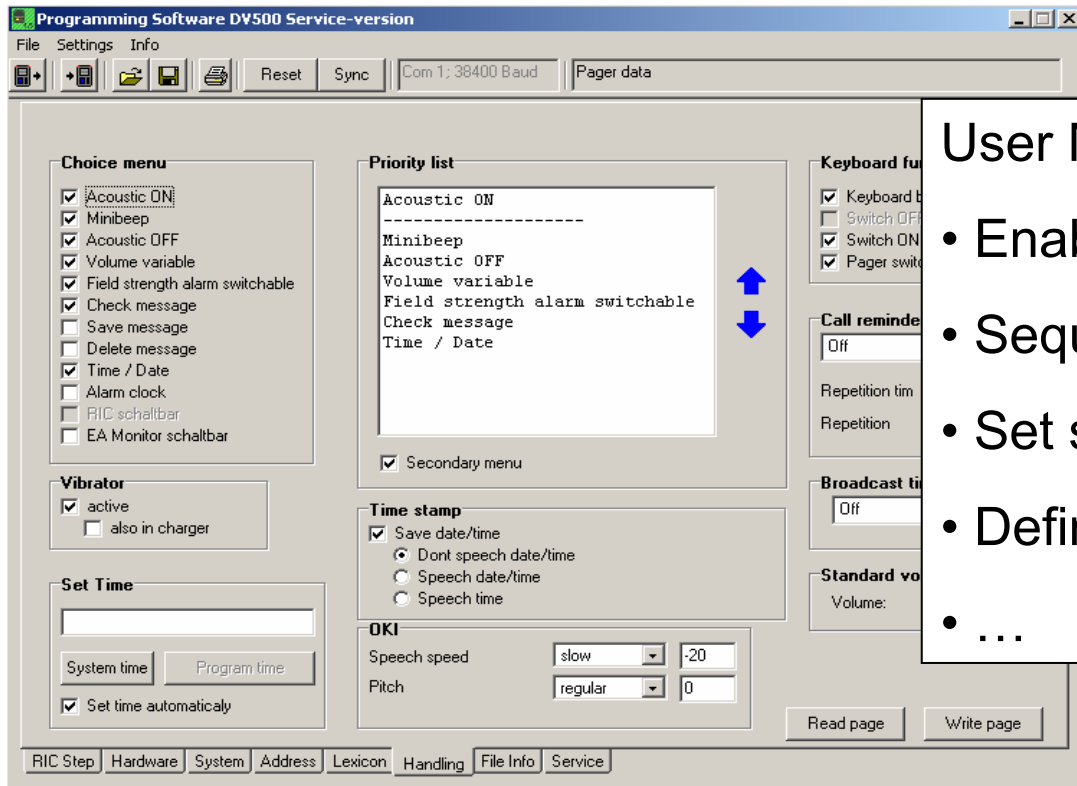 Programming Software DV500 Service-version
File Settings Info
Reset Sync Com 1; 38400 Baud Pager data
Choice menu
Acoustic ON
Minibeep
Acoustic OFF
Volume variable
Field strength alarm switchable
Check message
Save message
Delete message
Time / Date
Alarm clock
RIC schaltbar
EA Monitor schaltbar
Vibrator
active
also in charger
Set Time
System time Program time
Set time automaticaly
Priority list
Acoustic ON
--------------------
Minibeep
Acoustic OFF
Volume variable
Field strength alarm switchable
Check message
Time / Date
Secondary menu
Time stamp
Save date/time
Dont speech date/time
Speech date/time
Speech time
OKI
Speech speed slow -20
Pitch regular 0
Keyboard fu
Keyboard b
Switch OFF
Switch ON
Pager switc
Call reminde
Off
Repetition tim
Repetition
Broadcast ti
Off
Standard vo
Volume:
User
• Enab
• Sequ
• Set s
• Defin
• …
Read page Write page
RIC Step Hardware System Address Lexicon Handling File Info Service